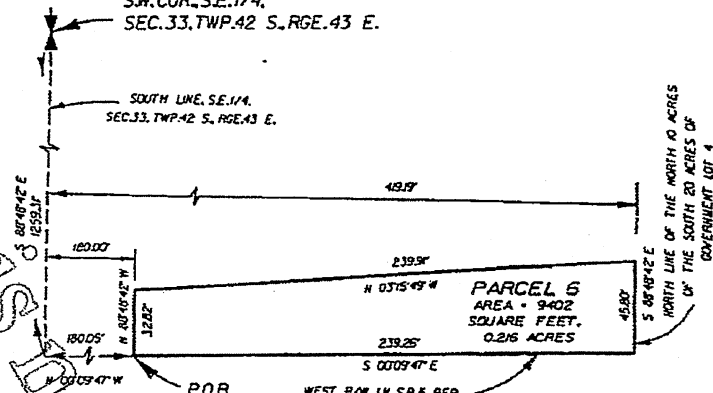 S.W. COR., S.E. 1/4,
SEC. 33, TWP. 42 S., RGE. 43 E.
SOUTH LINE, S.E. 1/4,
SEC. 33, TWP. 42 S., RGE. 43 E.
S 88°48'42" E
1259.31'
419.19'
180.00'
N 88°48'42" W
32.82'
239.91'
N 03°15'49" W
PARCEL 6
AREA = 9402
SQUARE FEET,
0.216 ACRES
45.80'
S 88°48'42" E
NORTH LINE OF THE NORTH 10 ACRES
OF THE SOUTH 20 ACRES OF
GOVERNMENT LOT 4
180.05'
N 00°09'47" W
239.26'
S 00°09'47" E
P.O.B.
WEST R/W LN S.R. 5 PER